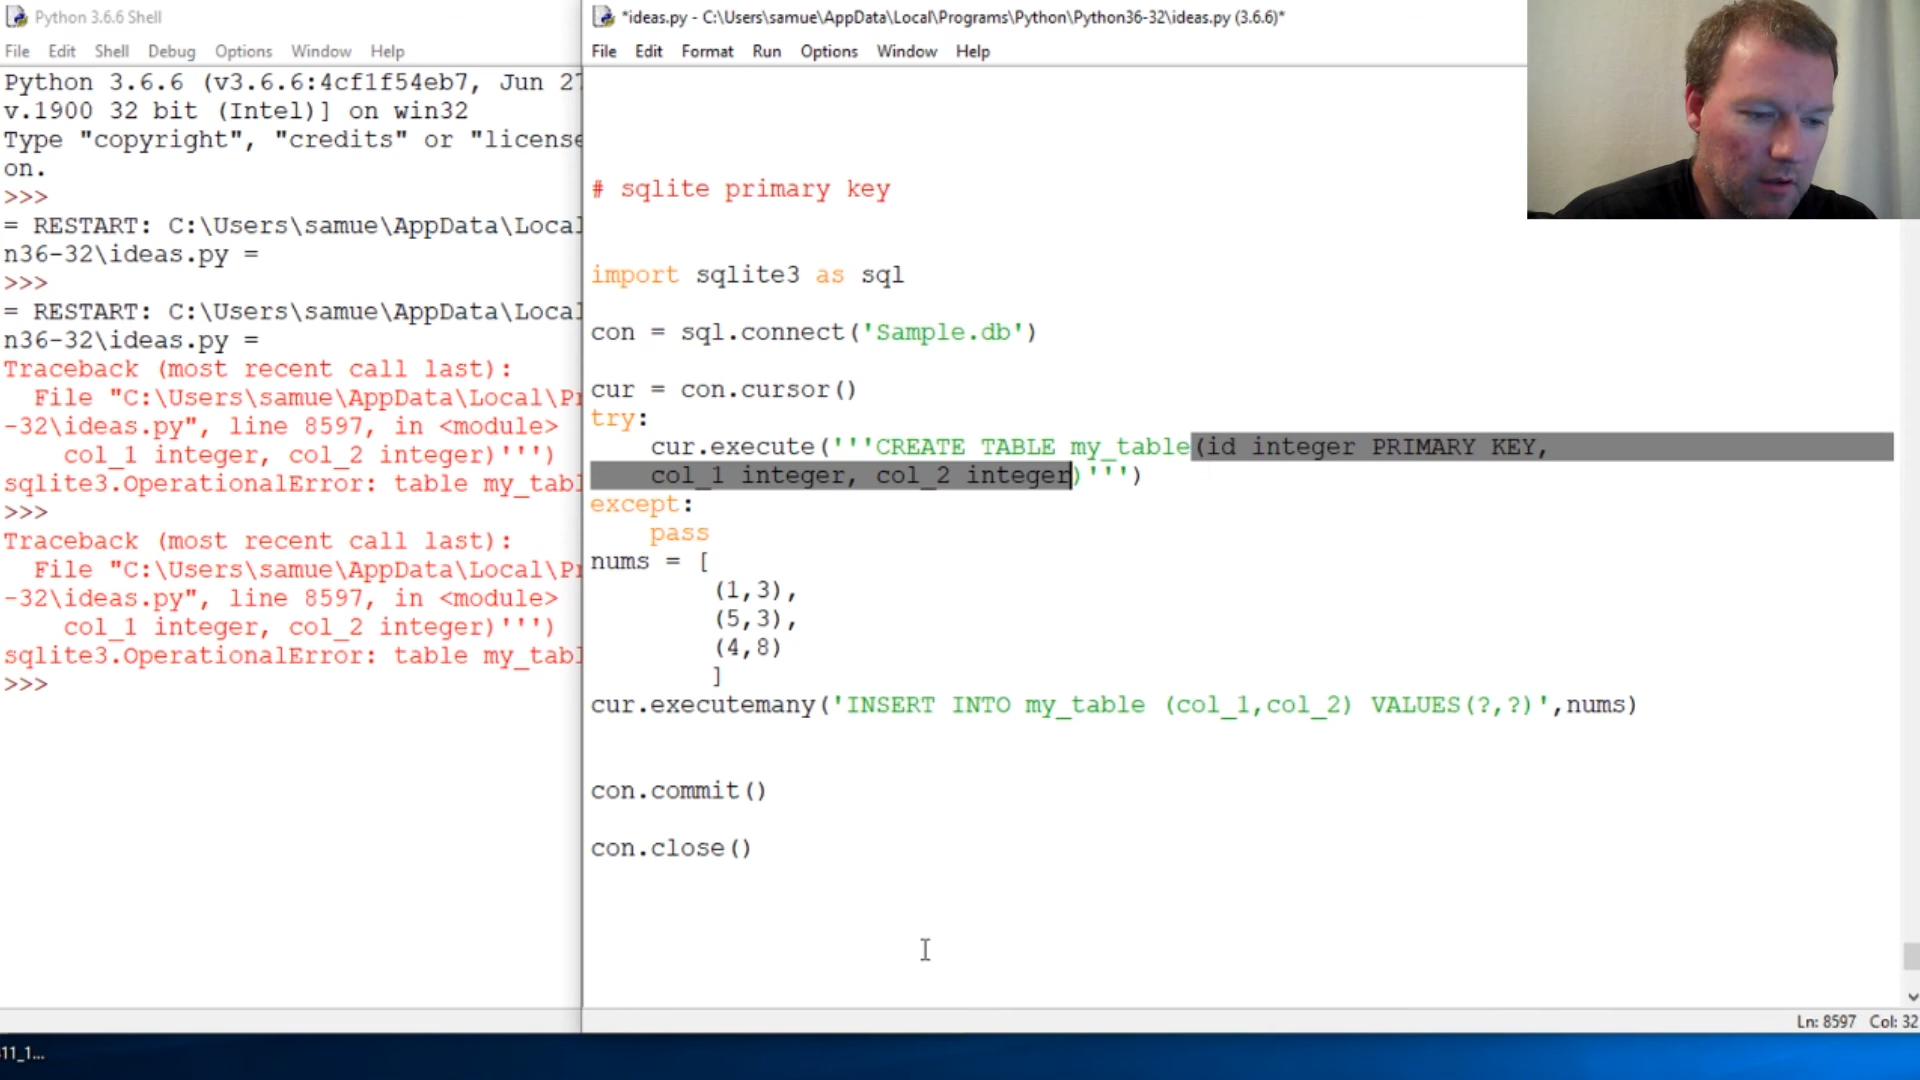 Python 3.6.6 Shell
File Edit Shell Debug Options Window Help
Python 3.6.6 (v3.6.6:4cf1f54eb7, Jun 27
v.1900 32 bit (Intel)] on win32
Type "copyright", "credits" or "license
on.
>>>
= RESTART: C:\Users\samue\AppData\Local
n36-32\ideas.py =
>>>
= RESTART: C:\Users\samue\AppData\Local
n36-32\ideas.py =
Traceback (most recent call last):
File "C:\Users\samue\AppData\Local\Pr
-32\ideas.py", line 8597, in <module>
col_1 integer, col_2 integer)''')
sqlite3.OperationalError: table my_tabl
>>>
Traceback (most recent call last):
File "C:\Users\samue\AppData\Local\Pr
-32\ideas.py", line 8597, in <module>
col_1 integer, col_2 integer)''')
sqlite3.OperationalError: table my_tabl
>>>
*ideas.py - C:\Users\samue\AppData\Local\Programs\Python\Python36-32\ideas.py (3.6.6)*
File Edit Format Run Options Window Help
# sqlite primary key
import sqlite3 as sql
con = sql.connect('Sample.db')
cur = con.cursor()
try:
cur.execute('''CREATE TABLE my_table(id integer PRIMARY KEY,
col_1 integer, col_2 integer)''')
except:
pass
nums = [
(1,3),
(5,3),
(4,8)
]
cur.executemany('INSERT INTO my_table (col_1,col_2) VALUES(?,?)',nums)
con.commit()
con.close()
Ln: 8597 Col: 32
11_1...